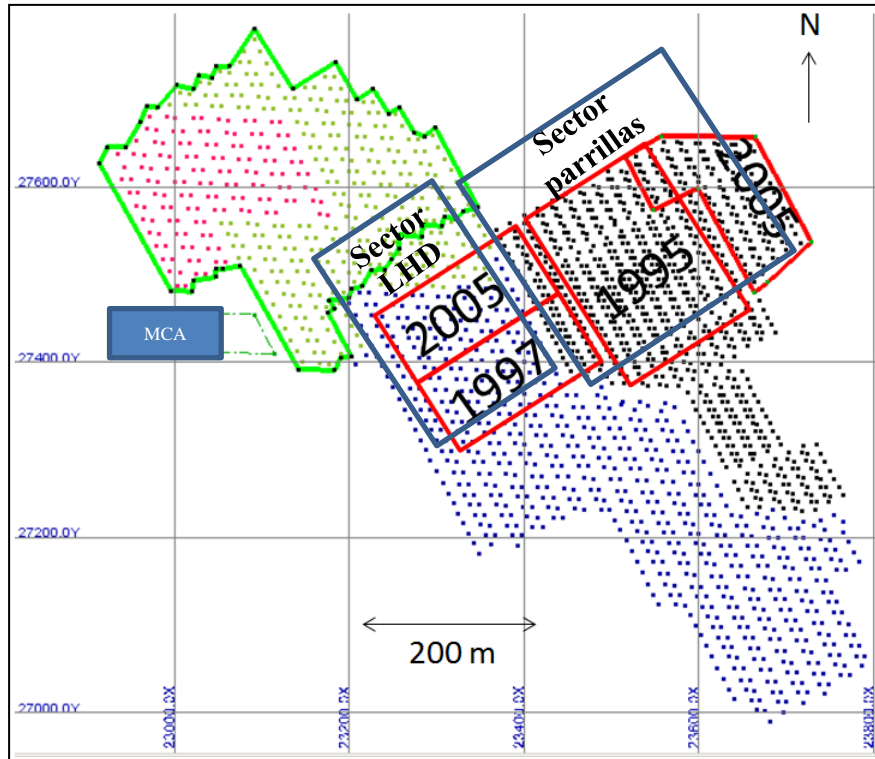 N
Sector
parrillas
2005
27600.0Y
Sector
LHD
2005
1995
MCA
27400.0Y
1997
27200.0Y
200 m
27000.0Y
23000.0X
23200.0X
23400.0X
23600.0X
23800.0X